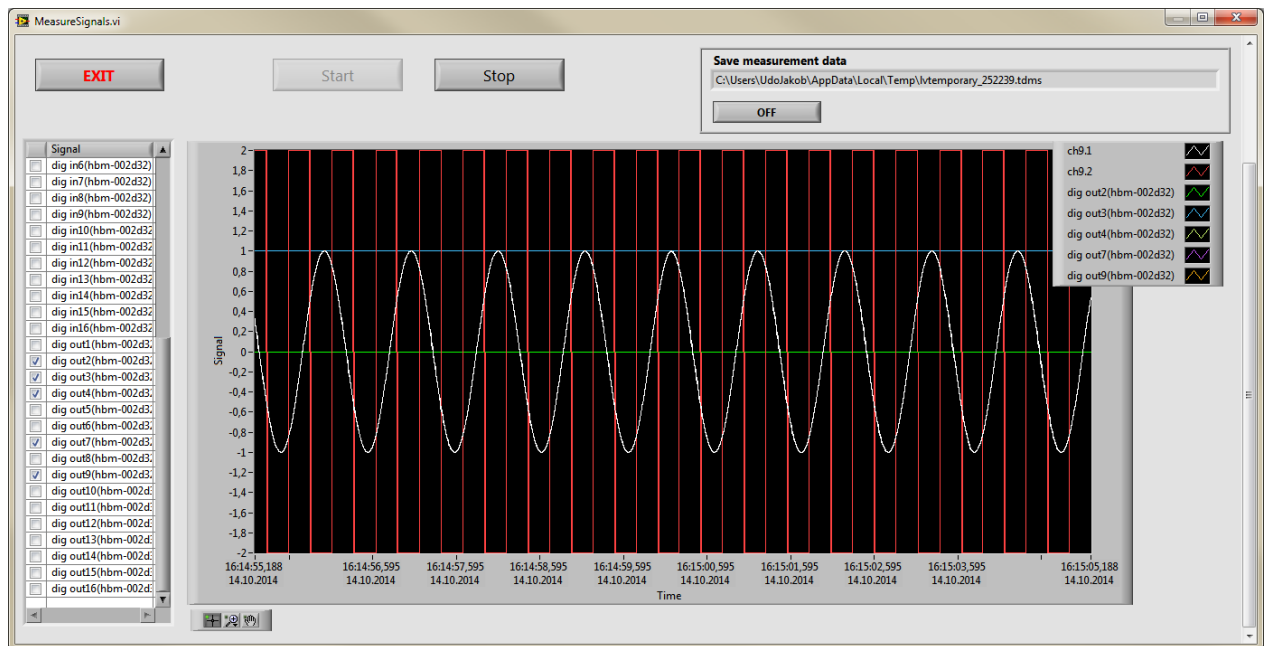 MeasureSignals.vi
EXIT
Start
Stop
Save measurement data
C:\Users\UdoJakob\AppData\Local\Temp\lvtemporary_252239.tdms
OFF
Signal
dig in6(hbm-002d32)
dig in7(hbm-002d32)
dig in8(hbm-002d32)
dig in9(hbm-002d32)
dig in10(hbm-002d32
dig in11(hbm-002d32
dig in12(hbm-002d32
dig in13(hbm-002d32
dig in14(hbm-002d32
dig in15(hbm-002d32
dig in16(hbm-002d32
dig out1(hbm-002d32
dig out2(hbm-002d32
dig out3(hbm-002d32
dig out4(hbm-002d32
dig out5(hbm-002d32
dig out6(hbm-002d32
dig out7(hbm-002d32
dig out8(hbm-002d32
dig out9(hbm-002d32
dig out10(hbm-002d3
dig out11(hbm-002d3
dig out12(hbm-002d3
dig out13(hbm-002d3
dig out14(hbm-002d3
dig out15(hbm-002d3
dig out16(hbm-002d3
Signal
2
1,8
1,6
1,4
1,2
1
0,8
0,6
0,4
0,2
0
-0,2
-0,4
-0,6
-0,8
-1
-1,2
-1,4
-1,6
-1,8
-2
16:14:55,188 16:14:56,595 16:14:57,595 16:14:58,595 16:14:59,595 16:15:00,595 16:15:01,595 16:15:02,595 16:15:03,595 16:15:05,188
14.10.2014 14.10.2014 14.10.2014 14.10.2014 14.10.2014 14.10.2014 14.10.2014 14.10.2014 14.10.2014 14.10.2014
Time
ch9.1
ch9.2
dig out2(hbm-002d32)
dig out3(hbm-002d32)
dig out4(hbm-002d32)
dig out7(hbm-002d32)
dig out9(hbm-002d32)